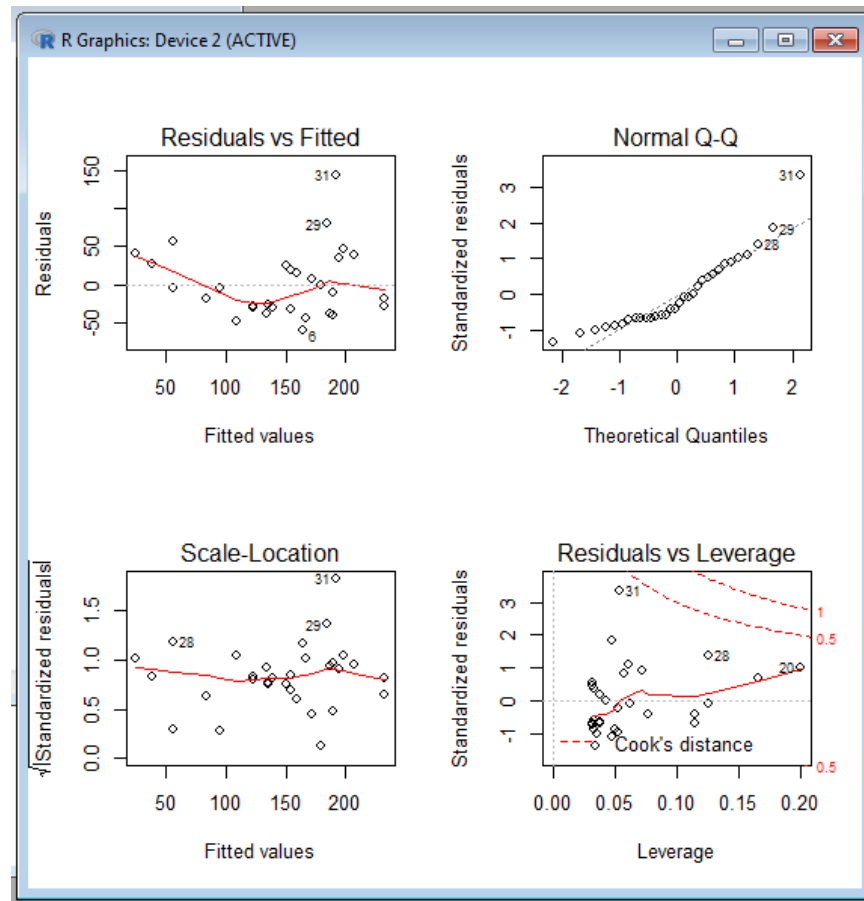 R Graphics: Device 2 (ACTIVE)
Residuals vs Fitted
Residuals
-50 0 50 150
31
29
6
50 100 150 200
Fitted values
Normal Q-Q
Standardized residuals
-1 0 1 2 3
31
29
28
-2 -1 0 1 2
Theoretical Quantiles
Scale-Location
√|Standardized residuals|
0.0 0.5 1.0 1.5
31
29
28
50 100 150 200
Fitted values
Residuals vs Leverage
Standardized residuals
-1 0 1 2 3
31
28
20
1
0.5
0.5
Cook's distance
0.00 0.05 0.10 0.15 0.20
Leverage